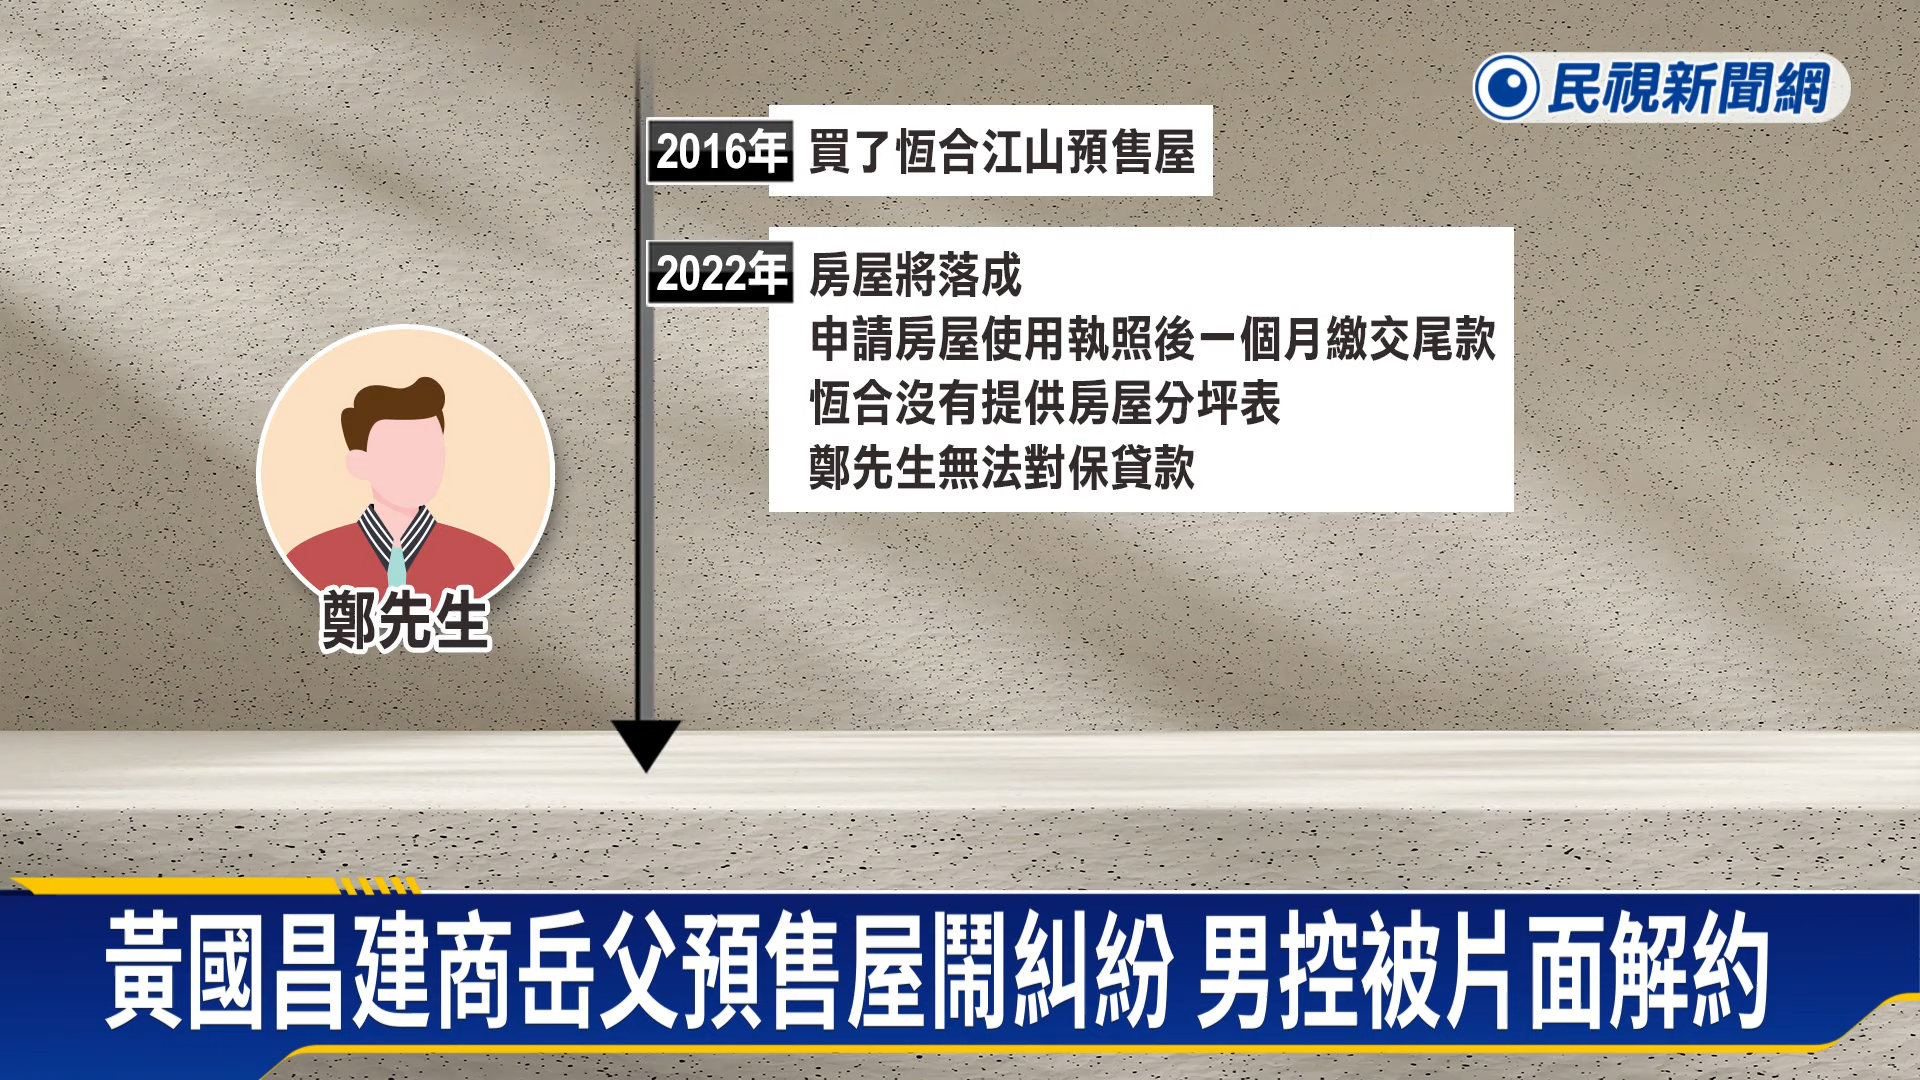 民視新聞網
2016年 買了恆合江山預售屋
2022年 房屋將落成
申請房屋使用執照後一個月繳交尾款
恆合沒有提供房屋分坪表
鄭先生無法對保貸款
鄭先生
黃國昌建商岳父預售屋鬧糾紛 男控被片面解約